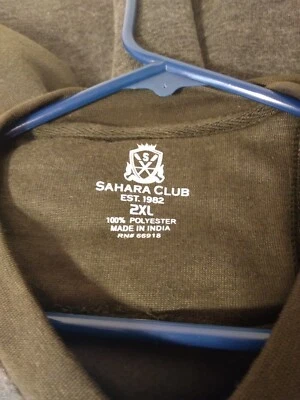 S
SAHARA CLUB
EST. 1982
2XL
100% POLYESTER
MADE IN INDIA
RN# 66918